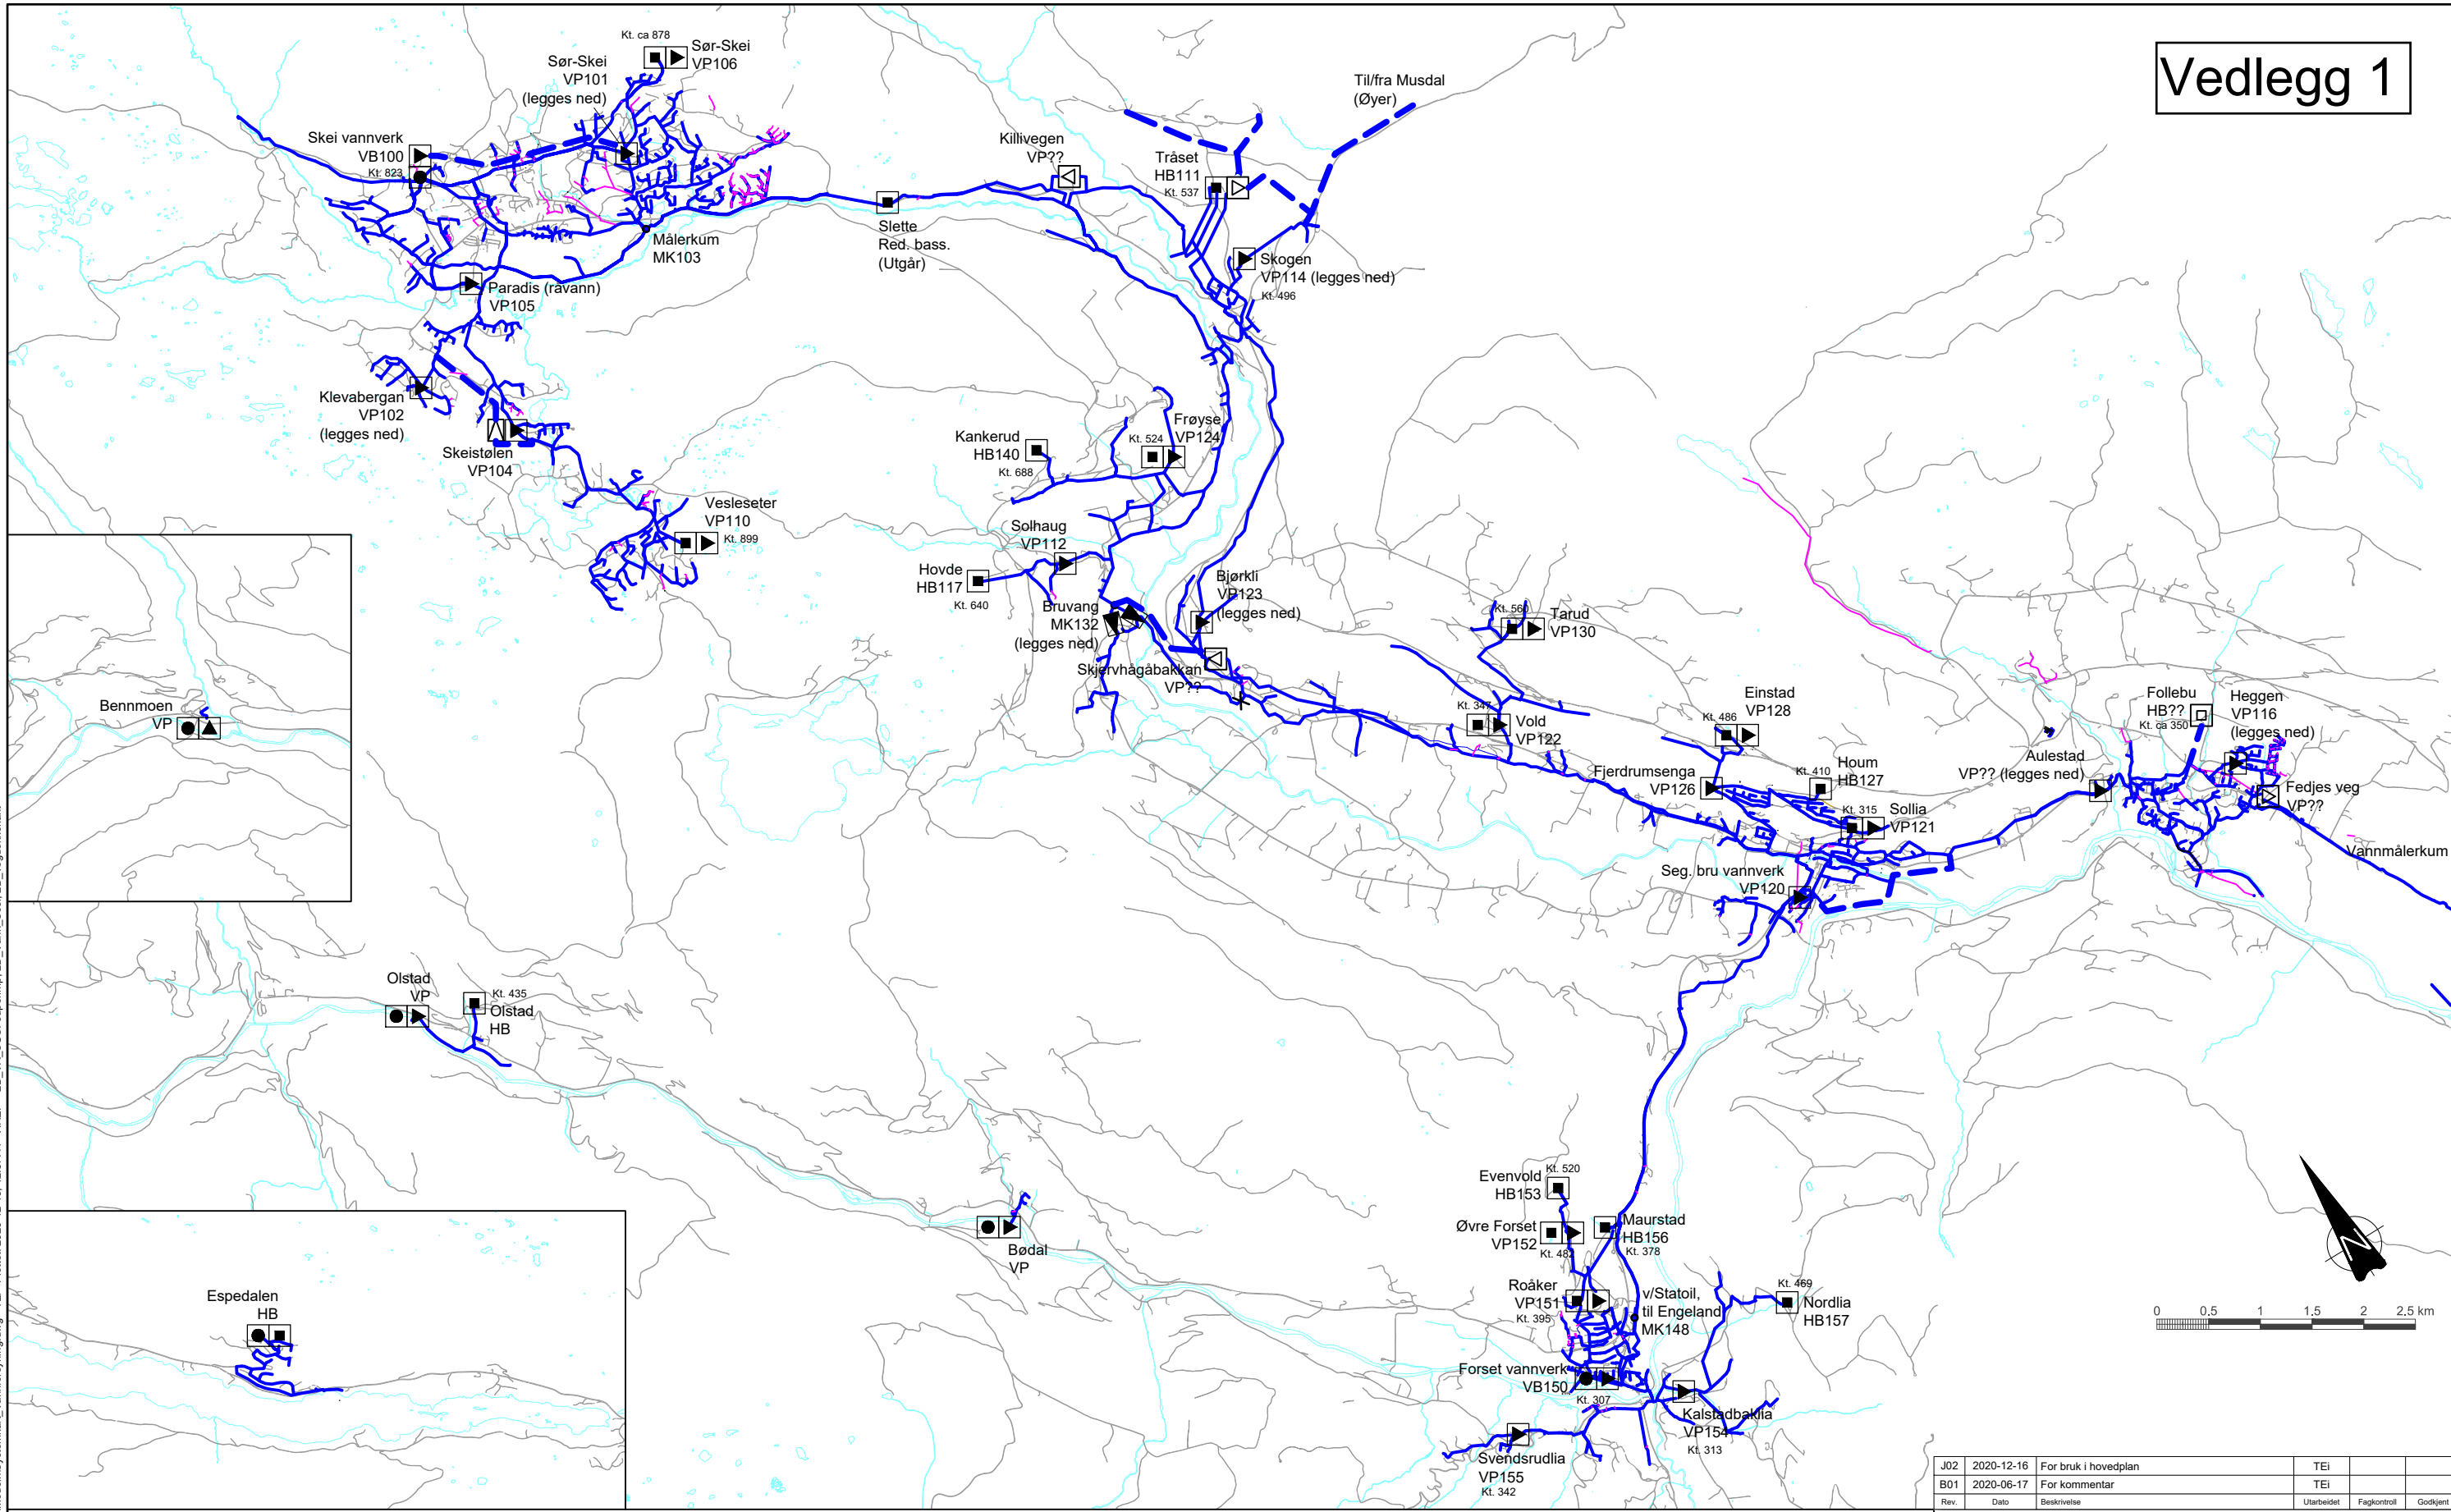 Vedlegg 1
Kt. ca 878
Sør-Skei
VP106
Sør-Skei
VP101
(legges ned)
Skei vannverk
VB100
Kt. 823
Målerkum
MK103
Paradis (råvann)
VP105
Klevabergan
VP102
(legges ned)
Skeistølen
VP104
Vesleseter
VP110
Kt. 899
Slette
Red. bass.
(Utgår)
Killivegen
VP??
Tråset
HB111
Kt. 537
Til/fra Musdal
(Øyer)
Skogen
VP114 (legges ned)
Kt. 496
Frøyse
VP124
Kt. 524
Kankerud
HB140
Kt. 688
Solhaug
VP112
Hovde
HB117
Kt. 640
Bruvang
MK132
(legges ned)
Bjørkli
VP123
(legges ned)
Skjervhågåbakkan
VP??
Kt. 560
Tarud
VP130
Kt. 347
Vold
VP122
Einstad
VP128
Kt. 486
Fjerdrumsenga
VP126
Kt. 410
Houm
HB127
Kt. 315
Sollia
VP121
Seg. bru vannverk
VP120
Aulestad
VP?? (legges ned)
Follebu
HB??
Kt. ca 350
Heggen
VP116
(legges ned)
Fedjes veg
VP??
Vannmålerkum
Bennmoen
VP
Olstad
VP
Kt. 435
Olstad
HB
Bødal
VP
Espedalen
HB
Evenvold
HB153
Kt. 520
Øvre Forset
VP152
Kt. 482
Maurstad
HB156
Kt. 378
Roåker
VP151
Kt. 395
v/Statoil,
til Engeland
MK148
Kt. 469
Nordlia
HB157
Forset vannverk
VB150
Kt. 307
Kalstadbaklia
VP154
Kt. 313
Svendsrudlia
VP155
Kt. 342
N
0 0,5 1 1,5 2 2,5 km
J02 2020-12-16 For bruk i hovedplan TEi
B01 2020-06-17 For kommentar TEi
Rev. Dato Beskrivelse Utarbeidet Fagkontroll Godkjent